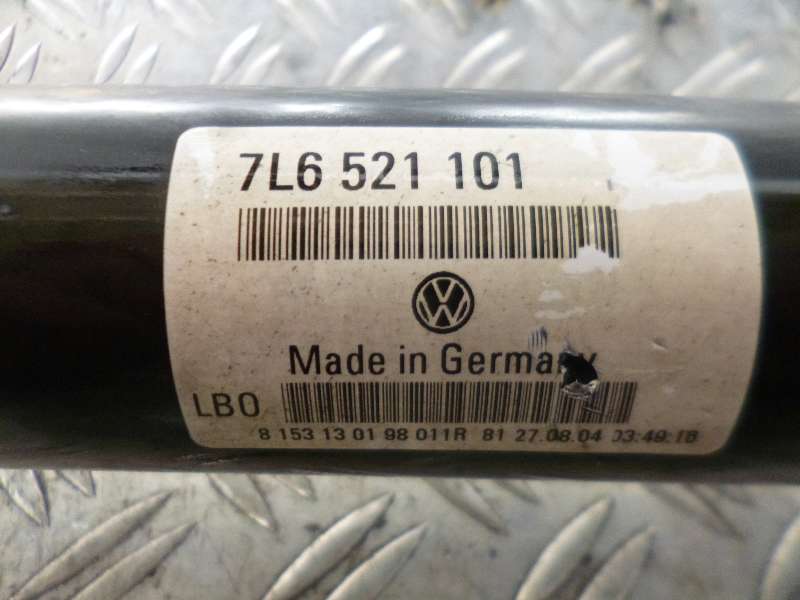 7L6 521 101
VW
Made in Germany
LBO
8 153 13 01 98 011R 81 27.08.04 03:49:18